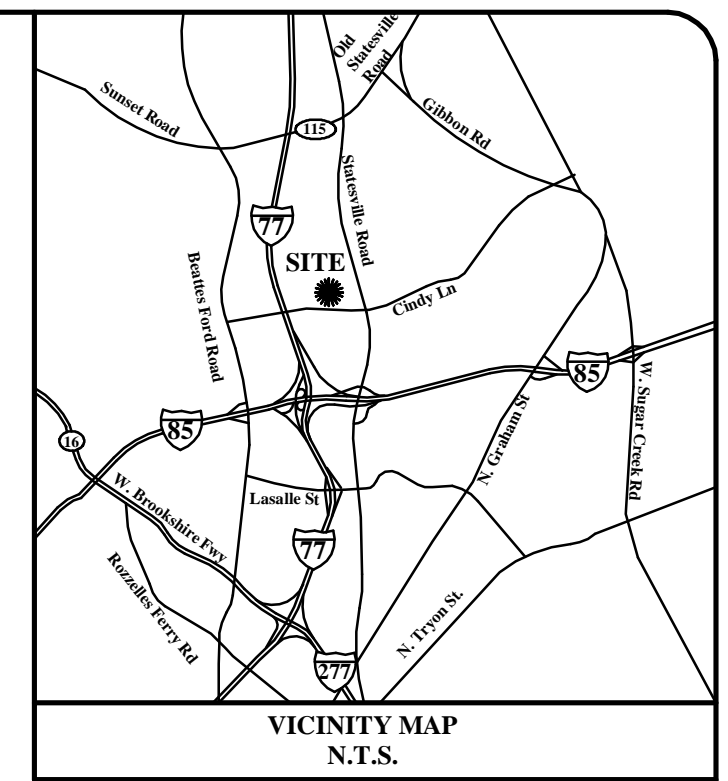 Old
Statesville
Road
Sunset Road
Gibbon Rd
115
Statesville Road
77
SITE
Beattes Ford Road
Cindy Ln
85
W. Sugar Creek Rd
N. Graham St
85
16
W. Brookshire Fwy
Lasalle St
77
Rozzelles Ferry Rd
N. Tryon St.
277
VICINITY MAP
N.T.S.